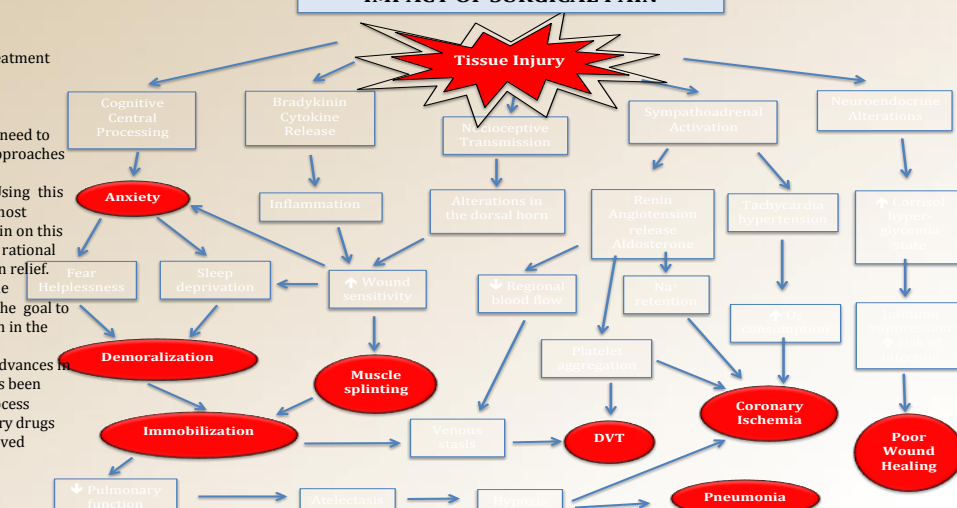 IMPACT OF SURGICAL PAIN
Tissue Injury
eatment
need to
pproaches
Using this
most
in on this
rational
n relief.
e
the goal to
n in the
dvances in
s been
ocess
ry drugs
ved
Cognitive
Central
Processing
Bradykinin
Cytokine
Release
Nocioceptive
Transmission
Sympathoadrenal
Activation
Neuroendocrine
Alterations
Anxiety
Inflammation
Alterations in
the dorsal horn
Renin
Angiotension
release
Aldosterone
Tachycardia
hypertension
↑ Cortisol
hyper-
glycemia
state
Fear
Helplessness
Sleep
deprivation
↑ Wound
sensitivity
↓ Regional
blood flow
Na+
retention
↑ O2
consumption
Immune
Platelet
aggregation
Demoralization
Muscle
splinting
Coronary
Ischemia
Immobilization
Venous
stasis
DVT
Poor
Wound
Healing
↓ Pulmonary
function
Atelectasis
Hypoxia
Pneumonia